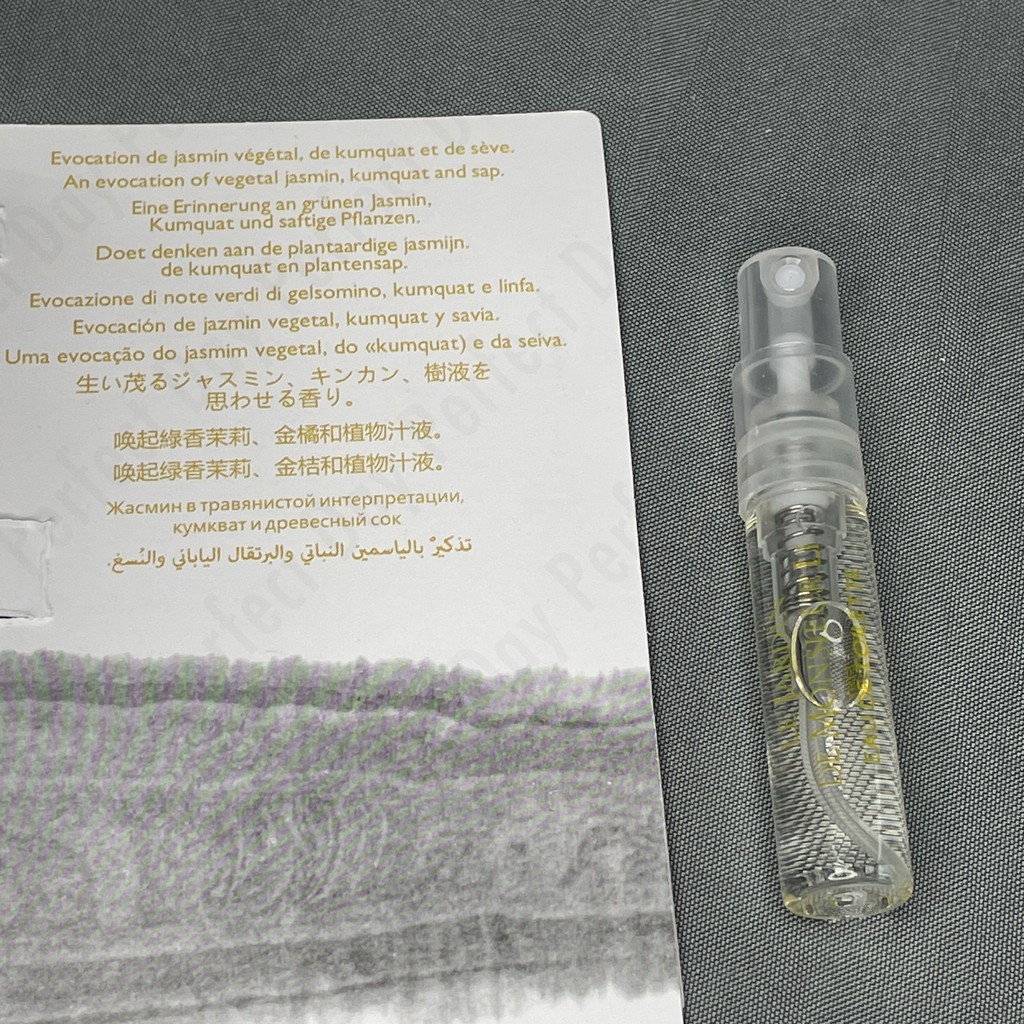 Evocation de jasmin végétal, de kumquat et de sève.
An evocation of vegetal jasmin, kumquat and sap.
Eine Erinnerung an grünen Jasmin,
Kumquat und saftige Pflanzen.
Doet denken aan de plantaardige jasmijn.
de kumquat en plantensap.
Evocazione di note verdi di gelsomino, kumquat e linfa.
Evocación de jazmin vegetal, kumquat y savia.
Uma evocação do jasmim vegetal, do «kumquat) e da seiva.
生い茂るジャスミン、キンカン、樹液を
思わせる香り。
喚起綠香茉莉、金橘和植物汁液。
唤起绿香茉莉、金桔和植物汁液。
Жасмин в травянистой интерпретации,
кумкват и древесный сок
تذكيرٌ بالياسمين النباتي والبرتقال الياباني والنُسغ.
Perfect Day Perfect Day